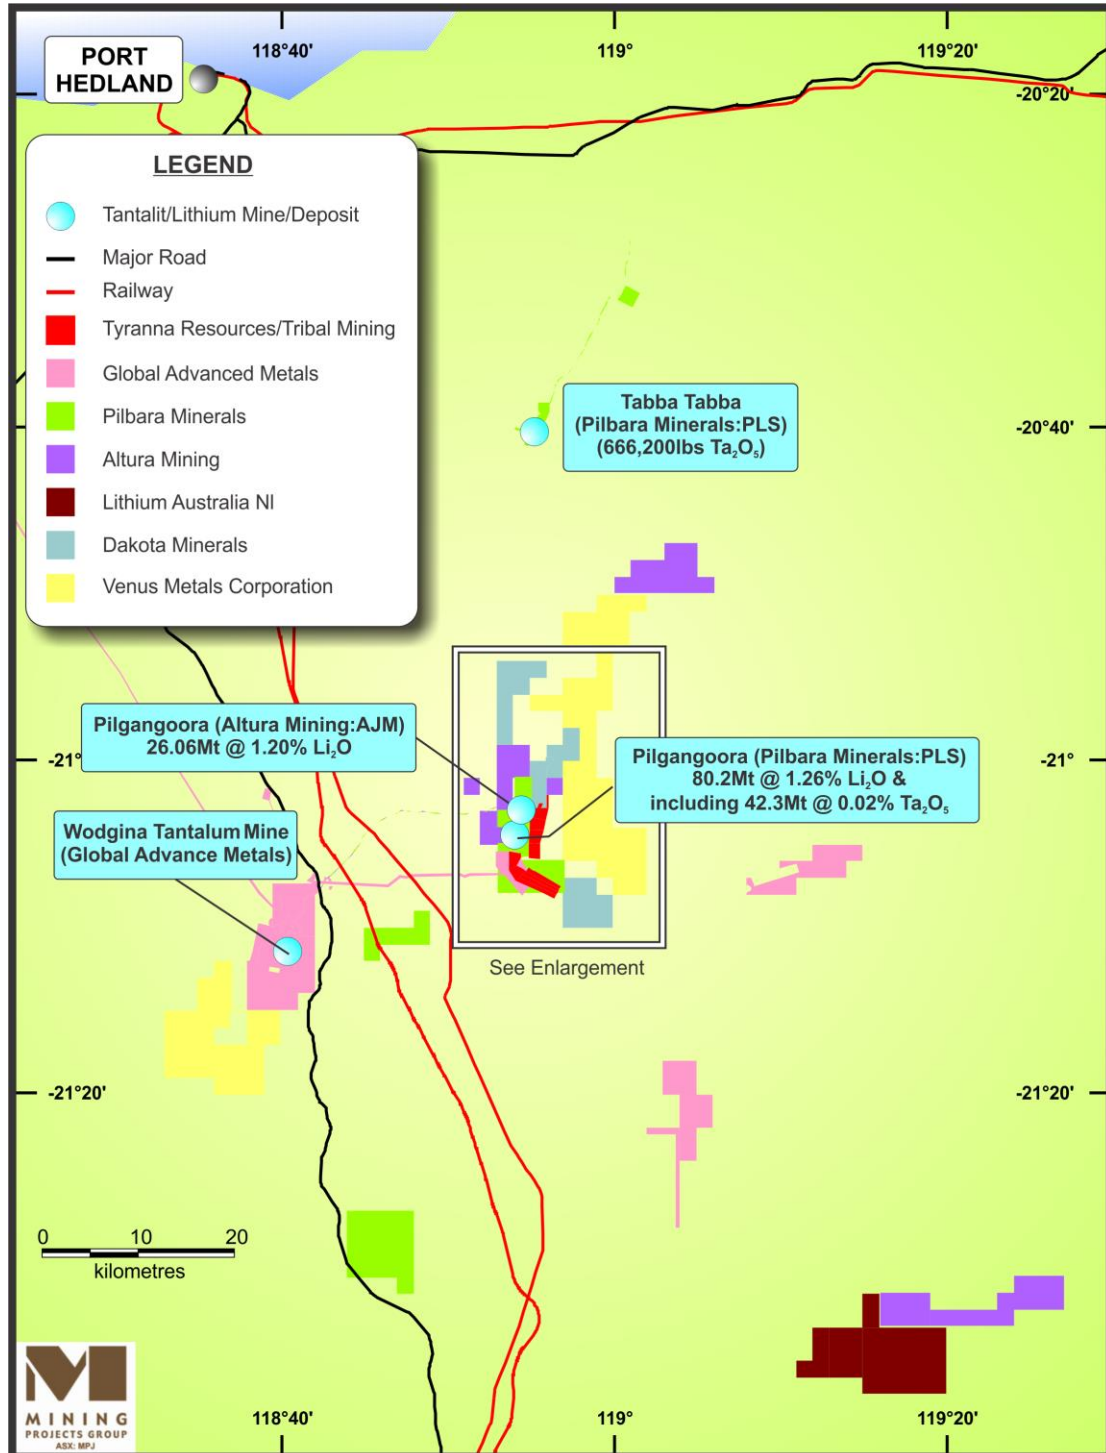 118°40'
119°
119°20'
PORT
HEDLAND
-20°20'
LEGEND
Tantalit/Lithium Mine/Deposit
Major Road
Railway
Tyranna Resources/Tribal Mining
Global Advanced Metals
Pilbara Minerals
Altura Mining
Lithium Australia Nl
Dakota Minerals
Venus Metals Corporation
Tabba Tabba
(Pilbara Minerals:PLS)
(666,200lbs Ta₂O₅)
-20°40'
Pilgangoora (Altura Mining:AJM)
26.06Mt @ 1.20% Li₂O
-21°
Pilgangoora (Pilbara Minerals:PLS)
80.2Mt @ 1.26% Li₂O &
including 42.3Mt @ 0.02% Ta₂O₅
-21°
Wodgina Tantalum Mine
(Global Advance Metals)
See Enlargement
-21°20'
-21°20'
0 10 20
kilometres
M
MINING
PROJECTS GROUP
ASX: MPJ
118°40'
119°
119°20'